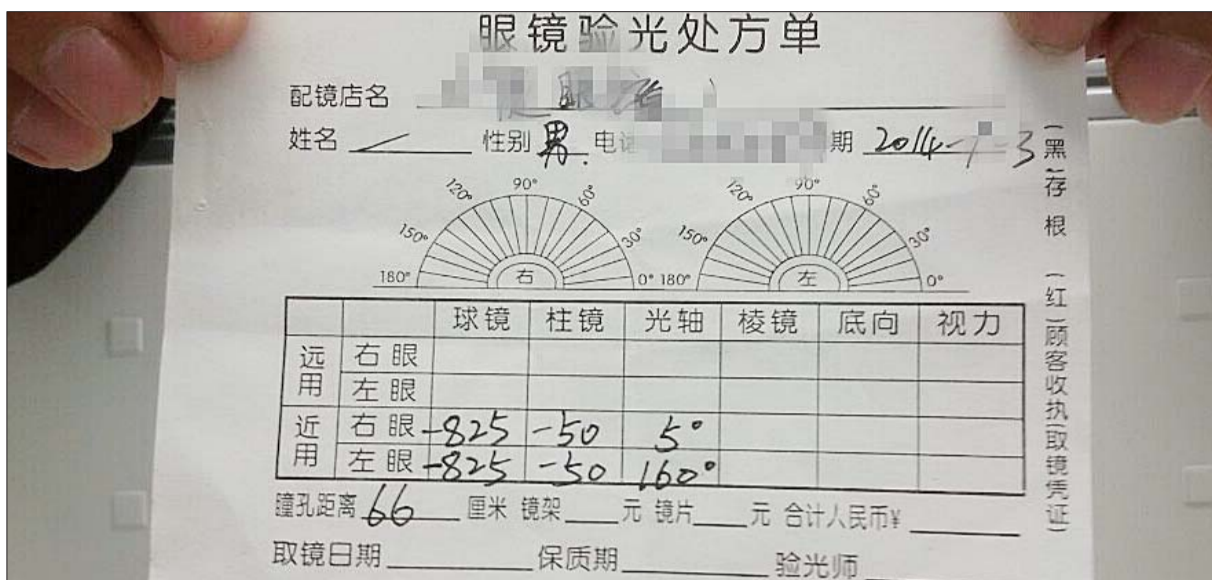 眼镜验光处方单
配镜店名
姓名 性别 男. 电 期 2014-
120° 90° 60° 120° 90° 60°
150° 30° 150° 30°
180° 右 0° 180° 左 0°
球镜 柱镜 光轴 棱镜 底向 视力
远用 右眼
左眼
近用 右眼 -825 -50 5°
左眼 -825 -50 160°
瞳孔距离 66 厘米 镜架 元 镜片 元 合计人民币¥
取镜日期 保质期 验光师
(黑)存根 (红)顾客收执(取镜凭证)